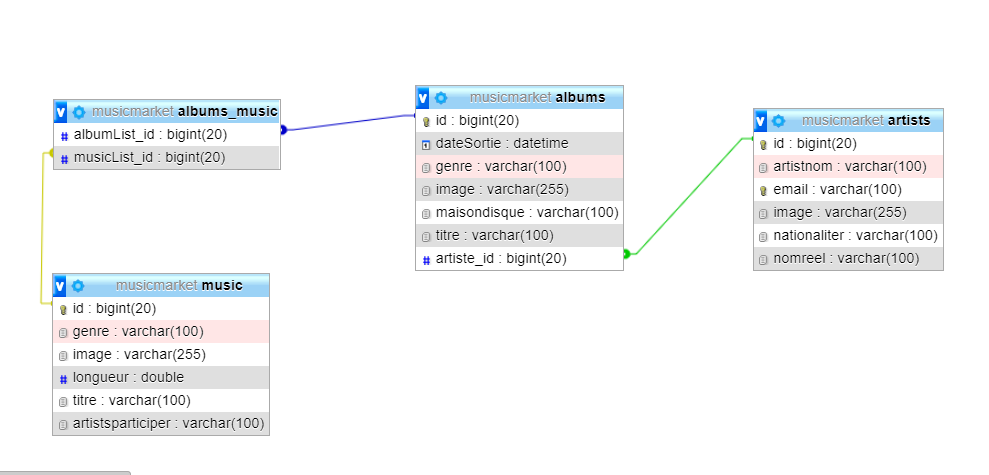 v musicmarket albums_music
# albumList_id : bigint(20)
# musicList_id : bigint(20)
v musicmarket albums
id : bigint(20)
dateSortie : datetime
genre : varchar(100)
image : varchar(255)
maisondisque : varchar(100)
titre : varchar(100)
# artiste_id : bigint(20)
v musicmarket artists
id : bigint(20)
artistnom : varchar(100)
email : varchar(100)
image : varchar(255)
nationaliter : varchar(100)
nomreel : varchar(100)
v musicmarket music
id : bigint(20)
genre : varchar(100)
image : varchar(255)
# longueur : double
titre : varchar(100)
artistsparticiper : varchar(100)